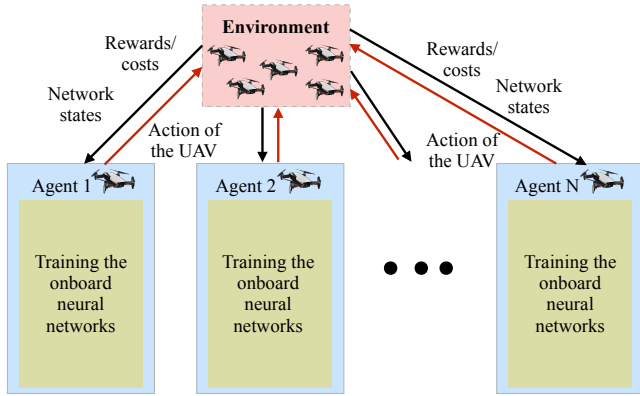 Environment
Rewards/
costs
Network
states
Action of
the UAV
Rewards/
costs
Network
states
Action of
the UAV
Agent 1
Training the
onboard
neural
networks
Agent 2
Training the
onboard
neural
networks
Agent N
Training the
onboard
neural
networks